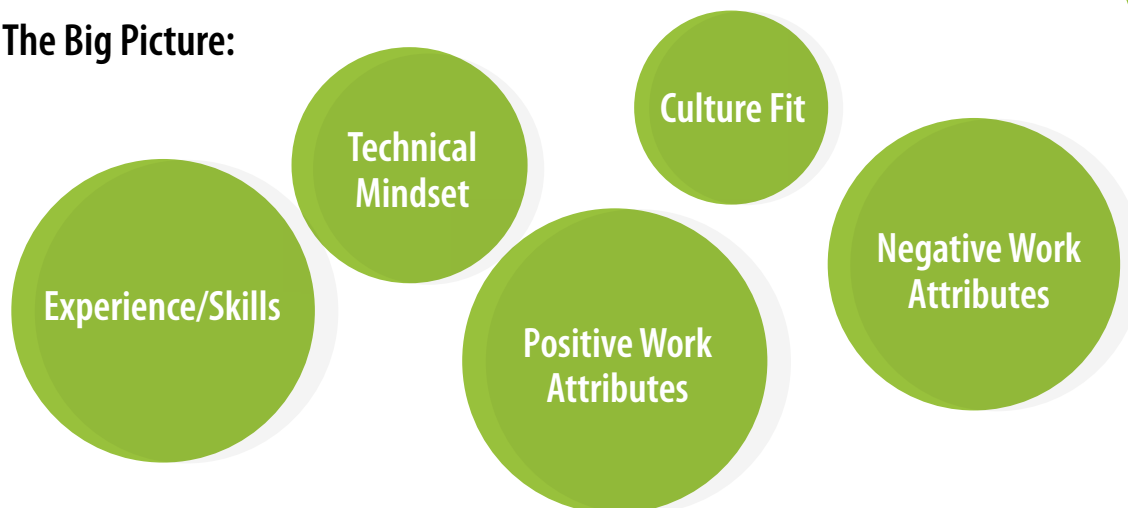 The Big Picture:
Technical
Mindset
Culture Fit
Experience/Skills
Positive Work
Attributes
Negative Work
Attributes